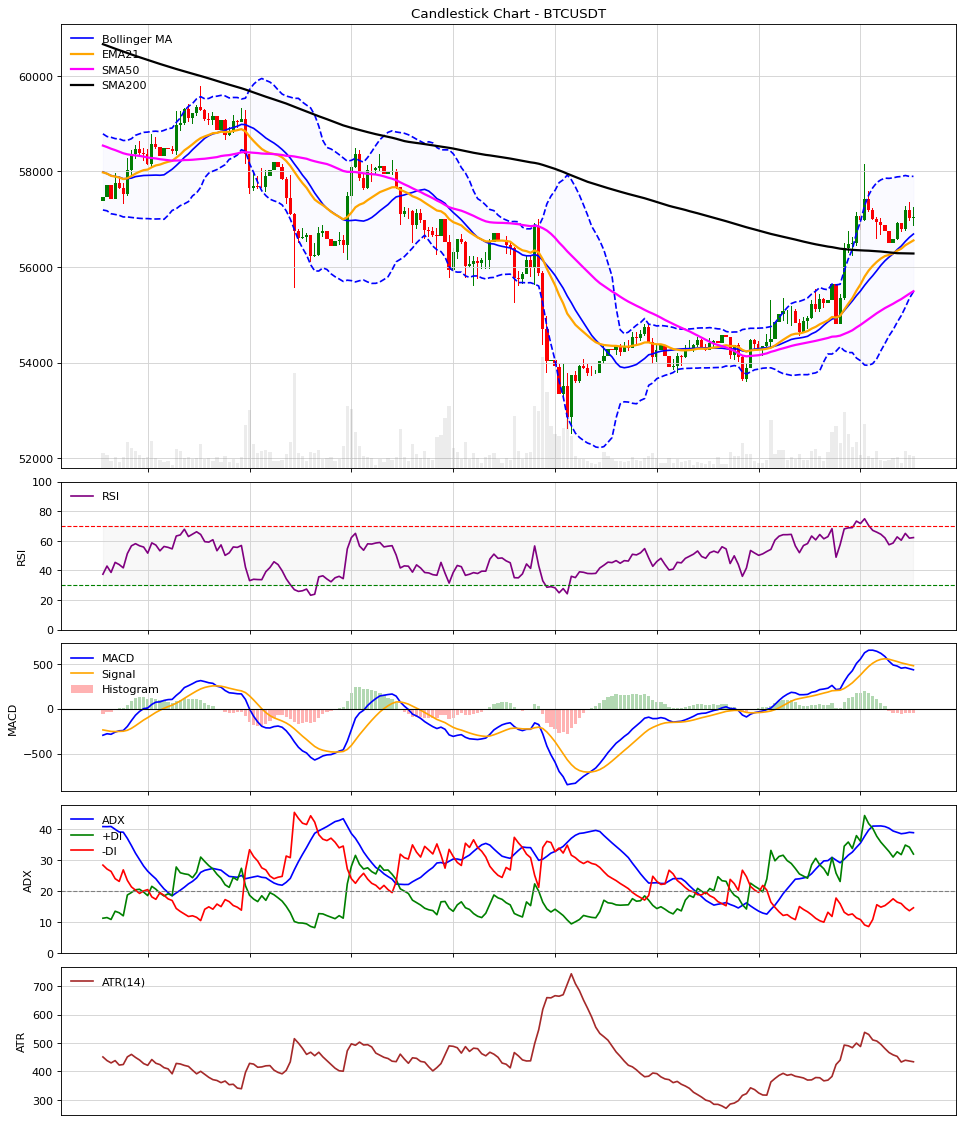 Candlestick Chart - BTCUSDT
Bollinger MA
EMA21
SMA50
SMA200
60000
58000
56000
54000
52000
RSI
100
80
60
40
20
0
RSI
MACD
Signal
Histogram
500
0
−500
MACD
ADX
+DI
-DI
40
30
20
10
0
ADX
ATR(14)
700
600
500
400
300
ATR